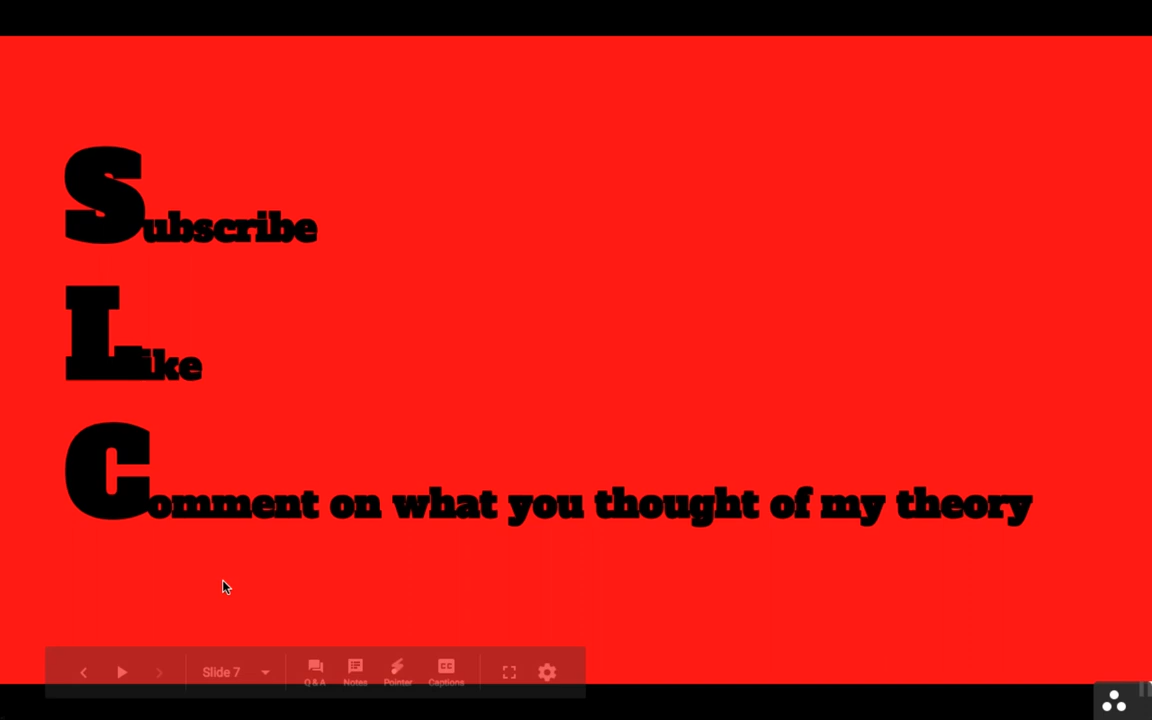 Subscribe
Like
Comment on what you thought of my theory
Slide 7
Q & A Notes Pointer Captions